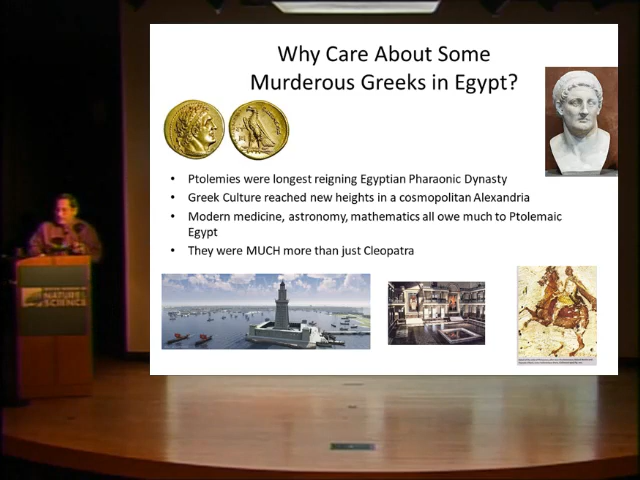 Why Care About Some
Murderous Greeks in Egypt?
• Ptolemies were longest reigning Egyptian Pharaonic Dynasty
• Greek Culture reached new heights in a cosmopolitan Alexandria
• Modern medicine, astronomy, mathematics all owe much to Ptolemaic
Egypt
• They were MUCH more than just Cleopatra
NATURE &
SCIENCE